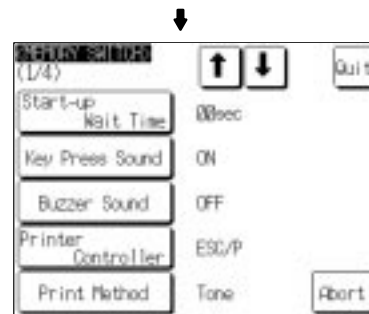 (MEMORY SWITCH)
(1/4)
Quit
Start-up
Wait Time
00sec
Key Press Sound
ON
Buzzer Sound
OFF
Printer
Controller
ESC/P
Print Method
Tone
Abort